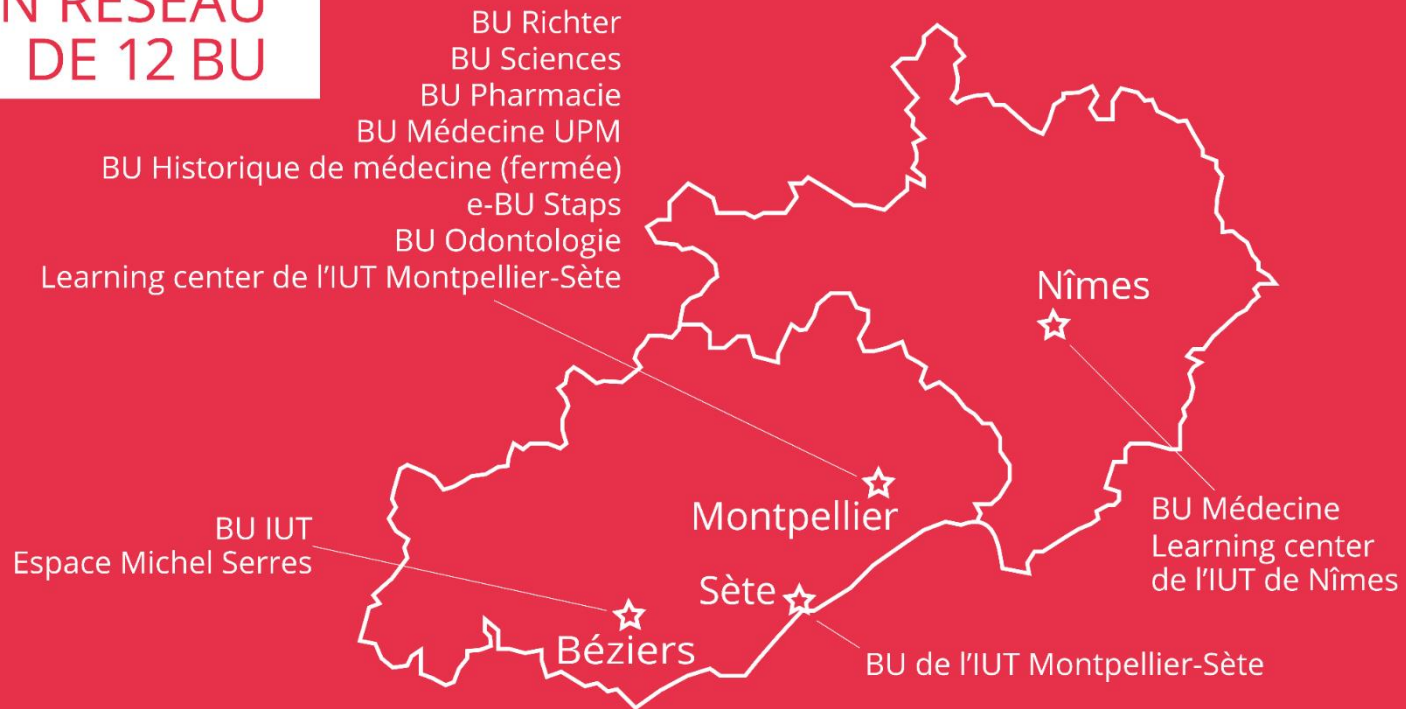 N RÉSEAU
DE 12 BU
BU Richter
BU Sciences
BU Pharmacie
BU Médecine UPM
BU Historique de médecine (fermée)
e-BU Staps
BU Odontologie
Learning center de l'IUT Montpellier-Sète
Nîmes
Montpellier
BU Médecine
Learning center
de l'IUT de Nîmes
BU IUT
Espace Michel Serres
Sète
Béziers
BU de l'IUT Montpellier-Sète